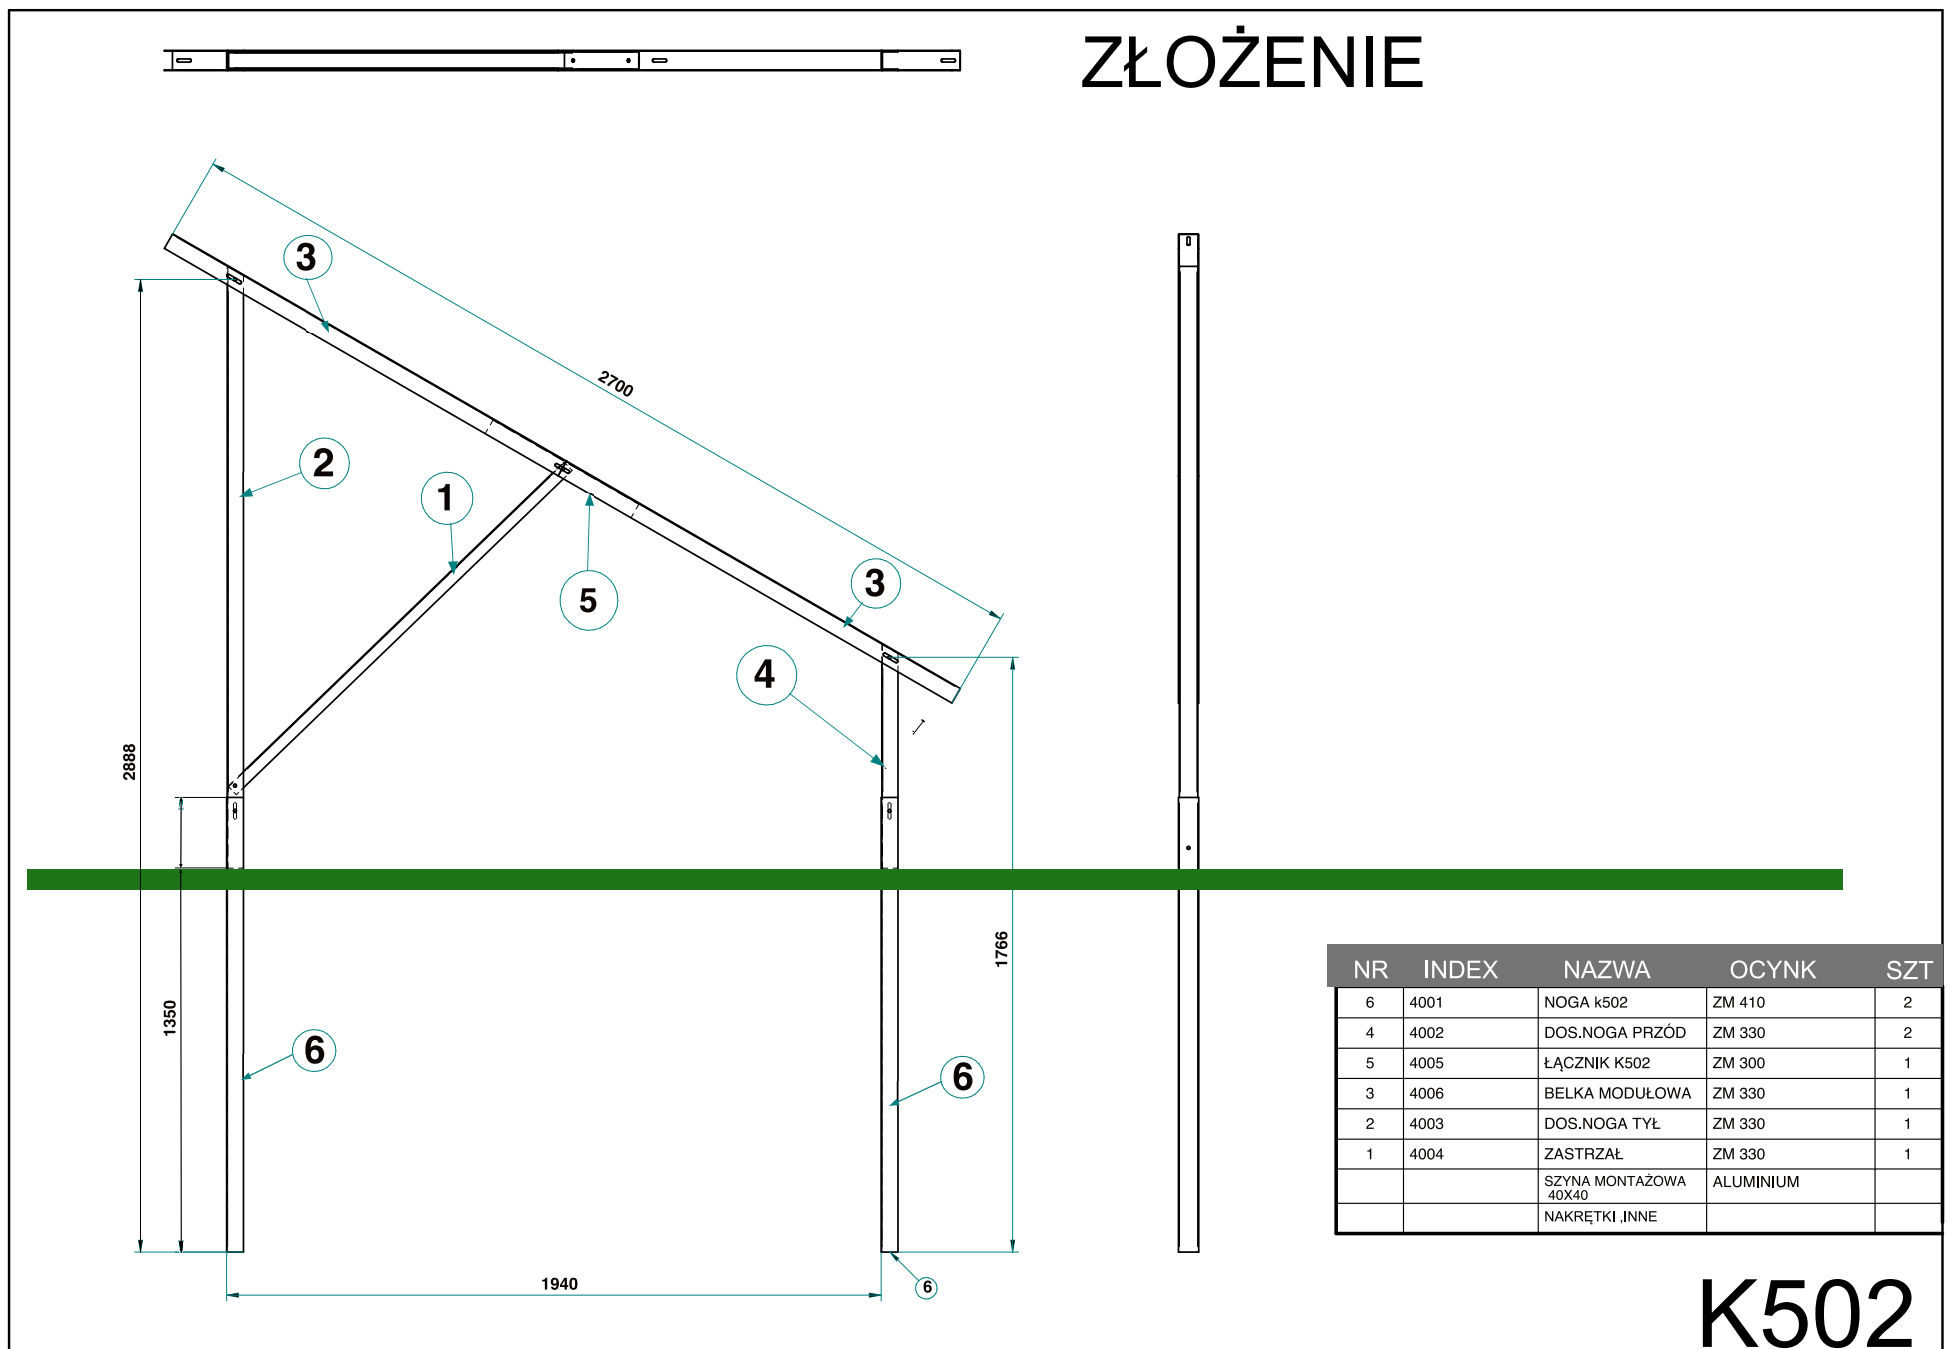 ZŁOŻENIE
3
2700
2
1
3
5
4
2888
1766
1350
6
6
1940
6
NR INDEX NAZWA OCYNK SZT
6 4001 NOGA k502 ZM 410 2
4 4002 DOS.NOGA PRZÓD ZM 330 2
5 4005 ŁĄCZNIK K502 ZM 300 1
3 4006 BELKA MODUŁOWA ZM 330 1
2 4003 DOS.NOGA TYŁ ZM 330 1
1 4004 ZASTRZAŁ ZM 330 1
SZYNA MONTAŻOWA ALUMINIUM
40X40
NAKRĘTKI ,INNE
K502